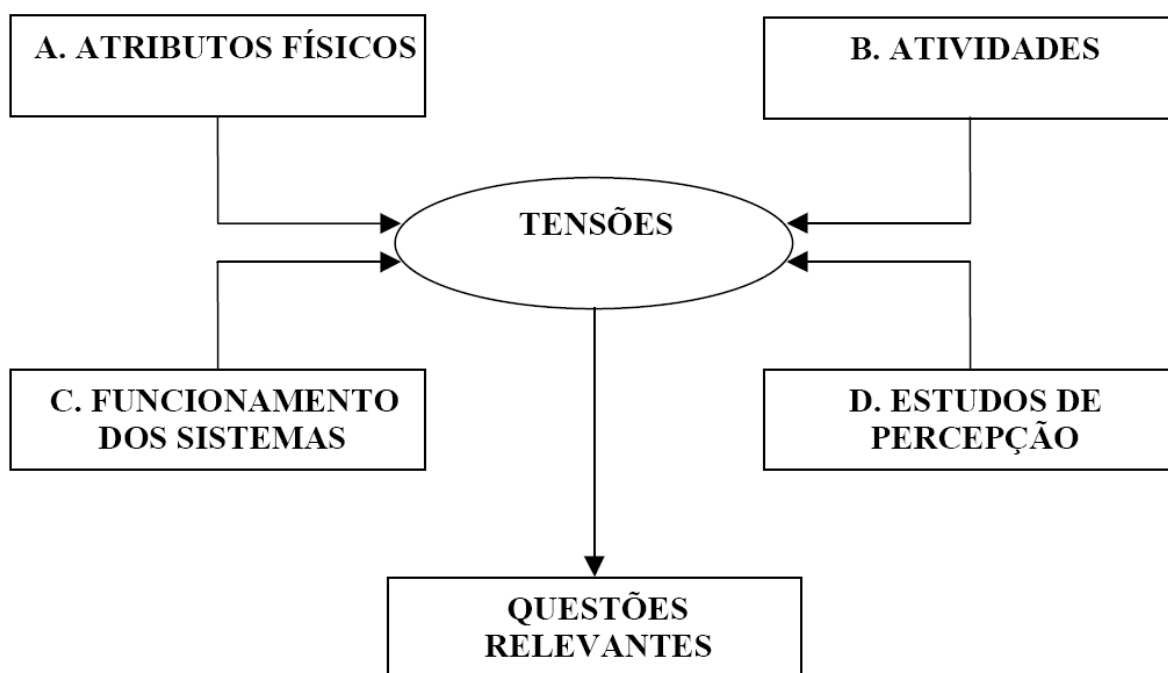 A. ATRIBUTOS FÍSICOS
B. ATIVIDADES
TENSÕES
C. FUNCIONAMENTO
DOS SISTEMAS
D. ESTUDOS DE
PERCEPÇÃO
QUESTÕES
RELEVANTES